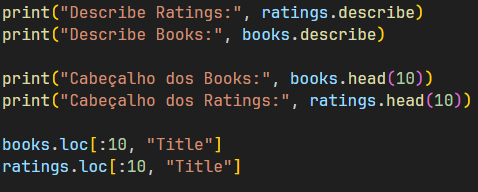 print("Describe Ratings:", ratings.describe)
print("Describe Books:", books.describe)
print("Cabeçalho dos Books:", books.head(10))
print("Cabeçalho dos Ratings:", ratings.head(10))
books.loc[:10, "Title"]
ratings.loc[:10, "Title"]